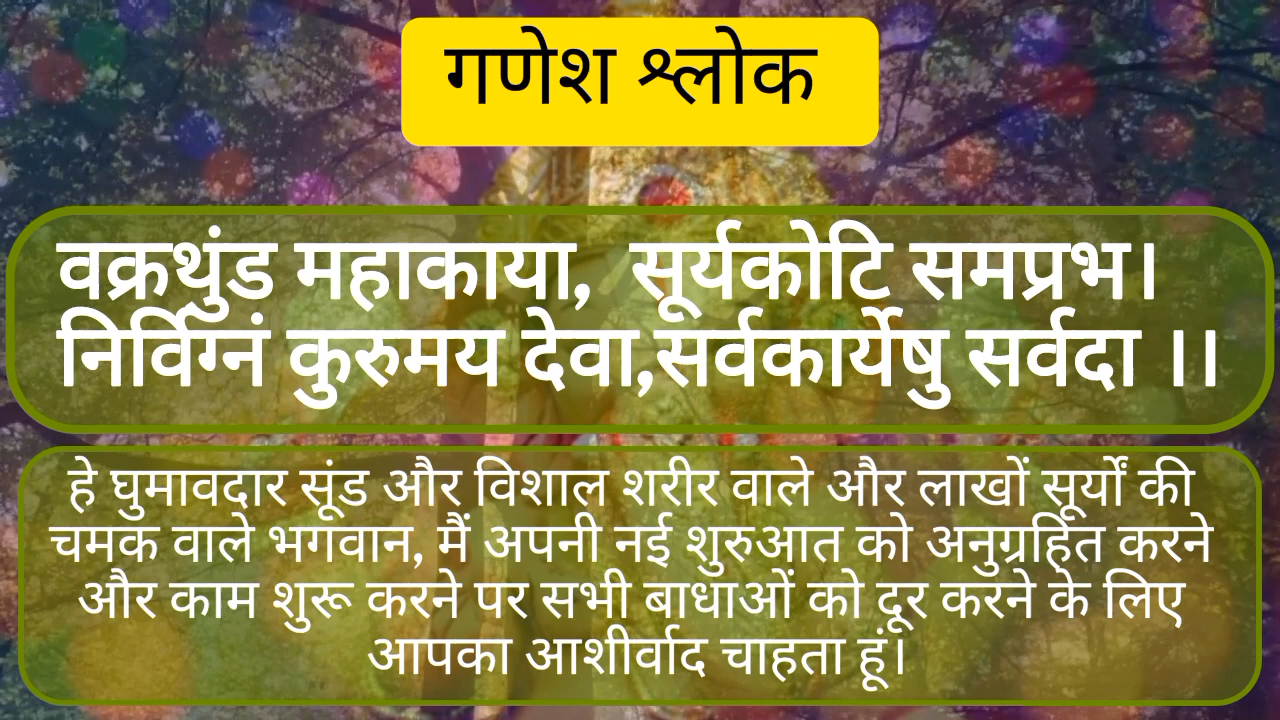 गणेश श्लोक
वक्रथुंड महाकाया, सूर्यकोटि समप्रभ।
निर्विग्नं कुरुमय देवा,सर्वकार्येषु सर्वदा ।।
हे घुमावदार सूंड और विशाल शरीर वाले और लाखों सूर्यों की
चमक वाले भगवान, मैं अपनी नई शुरुआत को अनुग्रहित करने
और काम शुरू करने पर सभी बाधाओं को दूर करने के लिए
आपका आशीर्वाद चाहता हूं।